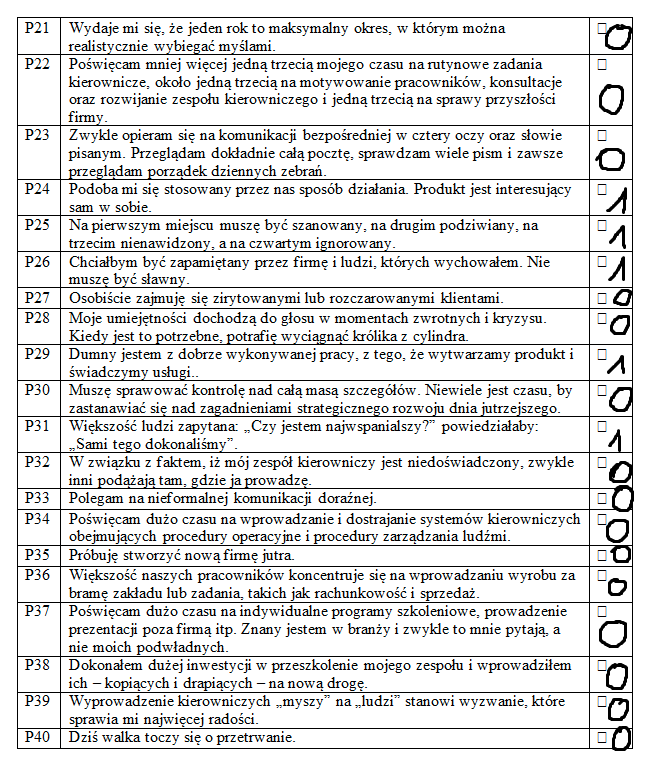 P21 Wydaje mi się, że jeden rok to maksymalny okres, w którym można □ 0
realistycznie wybiegać myślami.
P22 Poświęcam mniej więcej jedną trzecią mojego czasu na rutynowe zadania □
kierownicze, około jedną trzecią na motywowanie pracowników, konsultacje
oraz rozwijanie zespołu kierowniczego i jedną trzecią na sprawy przyszłości 0
firmy.
P23 Zwykle opieram się na komunikacji bezpośredniej w cztery oczy oraz słowie □
pisanym. Przeglądam dokładnie całą pocztę, sprawdzam wiele pism i zawsze 0
przeglądam porządek dziennych zebrań.
P24 Podoba mi się stosowany przez nas sposób działania. Produkt jest interesujący □ 1
sam w sobie.
P25 Na pierwszym miejscu muszę być szanowany, na drugim podziwiany, na □ 1
trzecim nienawidzony, a na czwartym ignorowany.
P26 Chciałbym być zapamiętany przez firmę i ludzi, których wychowałem. Nie □ 1
muszę być sławny.
P27 Osobiście zajmuję się zirytowanymi lub rozczarowanymi klientami. □ 0
P28 Moje umiejętności dochodzą do głosu w momentach zwrotnych i kryzysu. □ 0
Kiedy jest to potrzebne, potrafię wyciągnąć królika z cylindra.
P29 Dumny jestem z dobrze wykonywanej pracy, z tego, że wytwarzamy produkt i □ 1
świadczymy usługi..
P30 Muszę sprawować kontrolę nad całą masą szczegółów. Niewiele jest czasu, by □ 0
zastanawiać się nad zagadnieniami strategicznego rozwoju dnia jutrzejszego.
P31 Większość ludzi zapytana: „Czy jestem najwspanialszy?” powiedziałaby: □ 1
„Sami tego dokonaliśmy”.
P32 W związku z faktem, iż mój zespół kierowniczy jest niedoświadczony, zwykle □ 0
inni podążają tam, gdzie ja prowadzę.
P33 Polegam na nieformalnej komunikacji doraźnej. □ 0
P34 Poświęcam dużo czasu na wprowadzanie i dostrajanie systemów kierowniczych □ 0
obejmujących procedury operacyjne i procedury zarządzania ludźmi.
P35 Próbuję stworzyć nową firmę jutra. □ 0
P36 Większość naszych pracowników koncentruje się na wprowadzaniu wyrobu za □ 0
bramę zakładu lub zadania, takich jak rachunkowość i sprzedaż.
P37 Poświęcam dużo czasu na indywidualne programy szkoleniowe, prowadzenie □
prezentacji poza firmą itp. Znany jestem w branży i zwykle to mnie pytają, a 0
nie moich podwładnych.
P38 Dokonałem dużej inwestycji w przeszkolenie mojego zespołu i wprowadziłem □ 0
ich – kopiących i drapiących – na nową drogę.
P39 Wyprowadzenie kierowniczych „myszy” na „ludzi” stanowi wyzwanie, które □ 0
sprawia mi najwięcej radości.
P40 Dziś walka toczy się o przetrwanie. □ 0